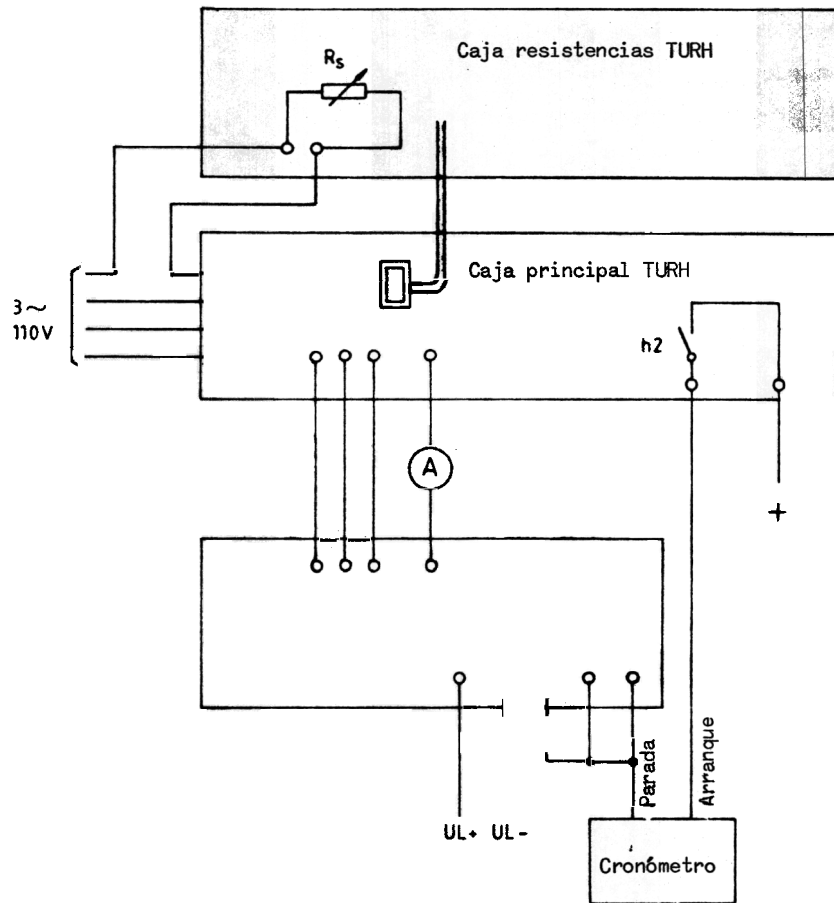 Caja resistencias TURH
Rs
Caja principal TURH
3~
110V
h2
A
+
Parada
Arranque
UL+ UL-
Cronómetro